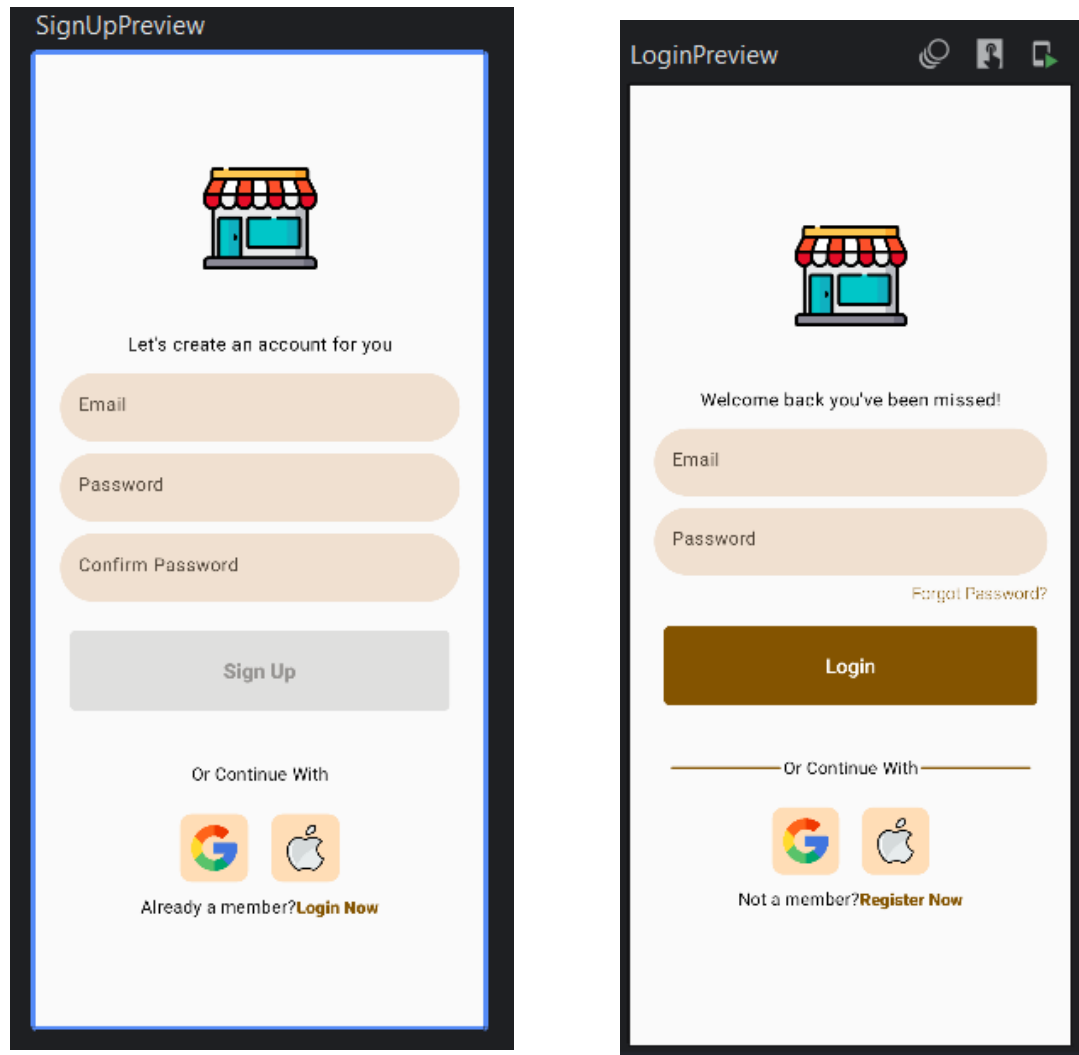 SignUpPreview
Let's create an account for you
Email
Password
Confirm Password
Sign Up
Or Continue With
Already a member?Login Now
LoginPreview
Welcome back you've been missed!
Email
Password
Forgot Password?
Login
Or Continue With
Not a member?Register Now